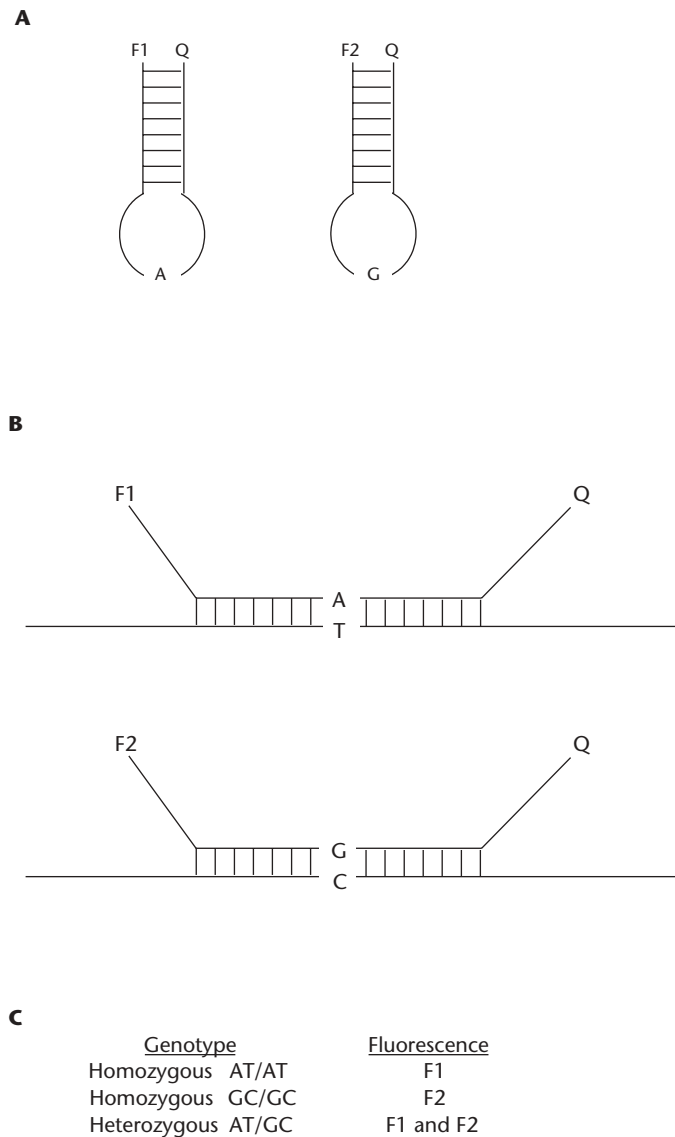 A
F1 Q F2 Q
A G
B
F1 Q
A
T
F2 Q
G
C
C
Genotype Fluorescence
Homozygous AT/AT F1
Homozygous GC/GC F2
Heterozygous AT/GC F1 and F2